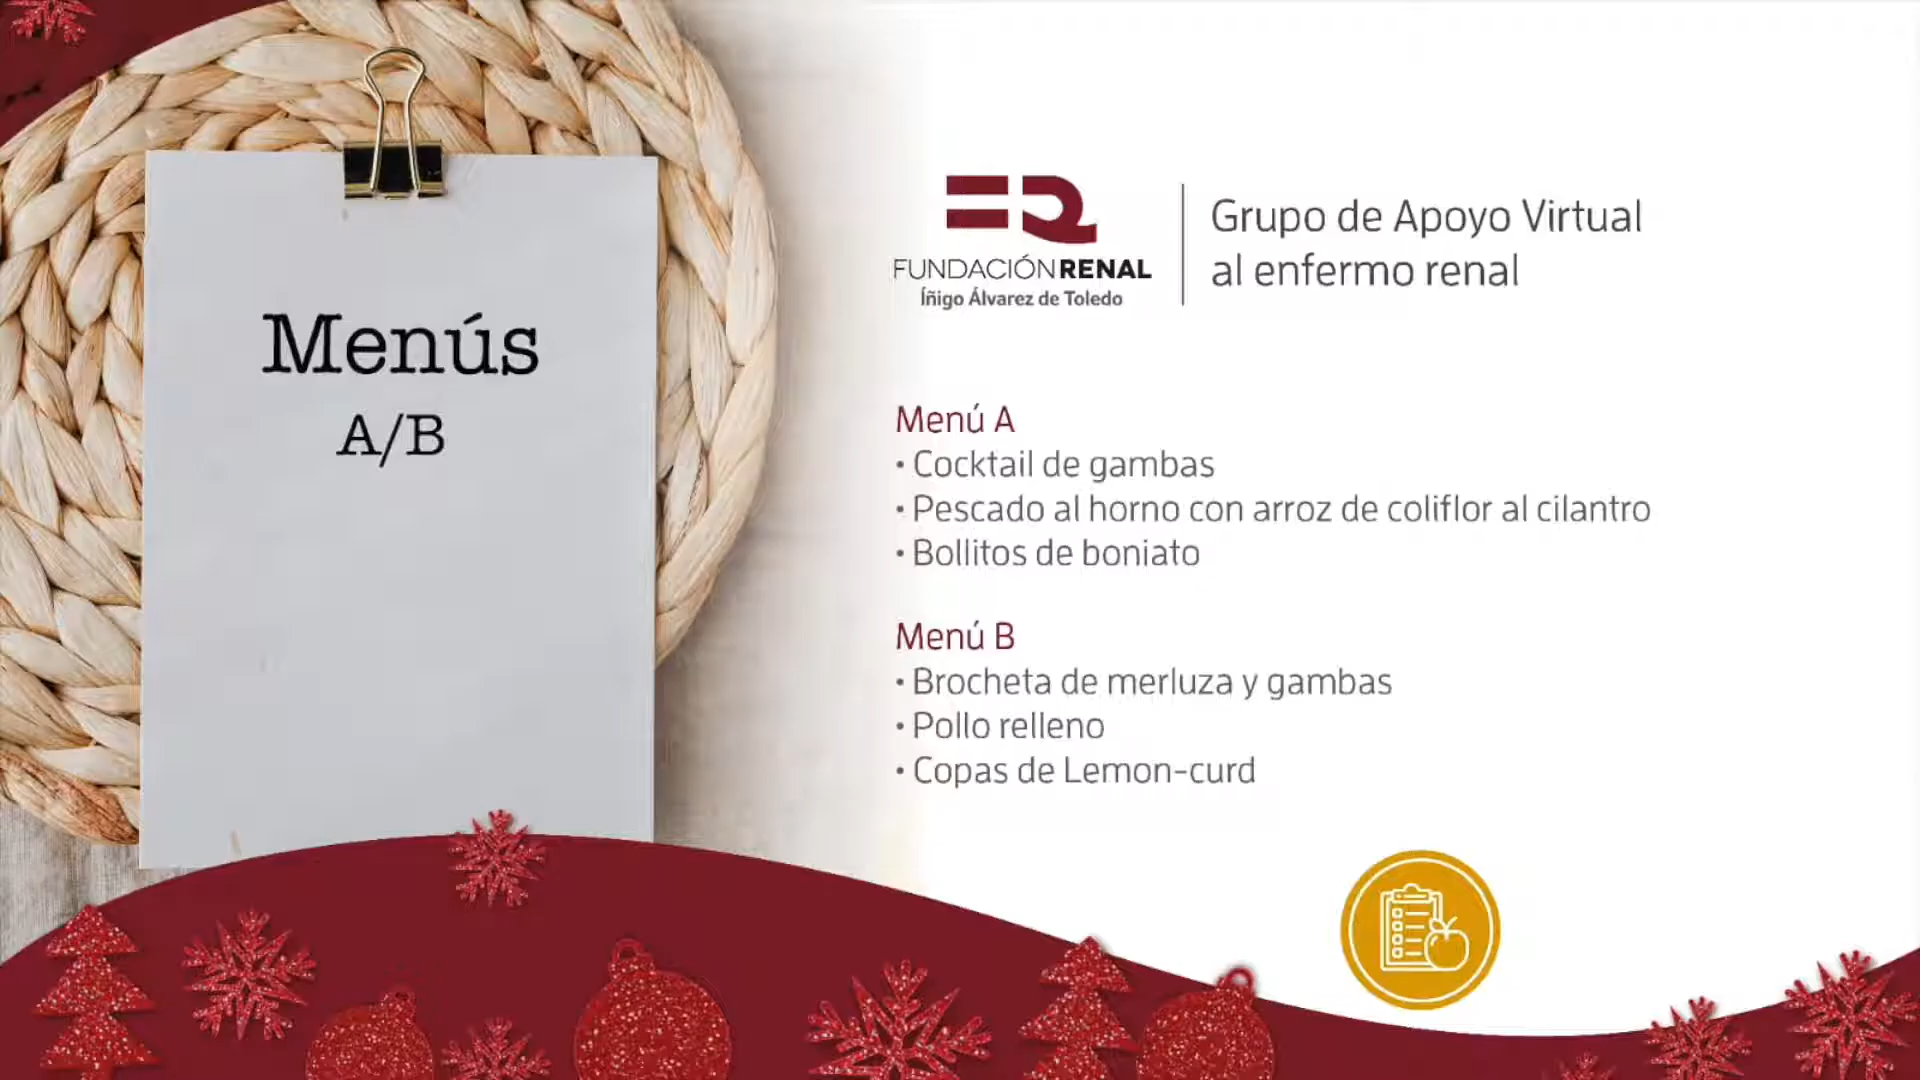 Menús
A/B
FUNDACIÓN RENAL
Íñigo Álvarez de Toledo
Grupo de Apoyo Virtual
al enfermo renal
Menú A
• Cocktail de gambas
• Pescado al horno con arroz de coliflor al cilantro
• Bollitos de boniato
Menú B
• Brocheta de merluza y gambas
• Pollo relleno
• Copas de Lemon-curd